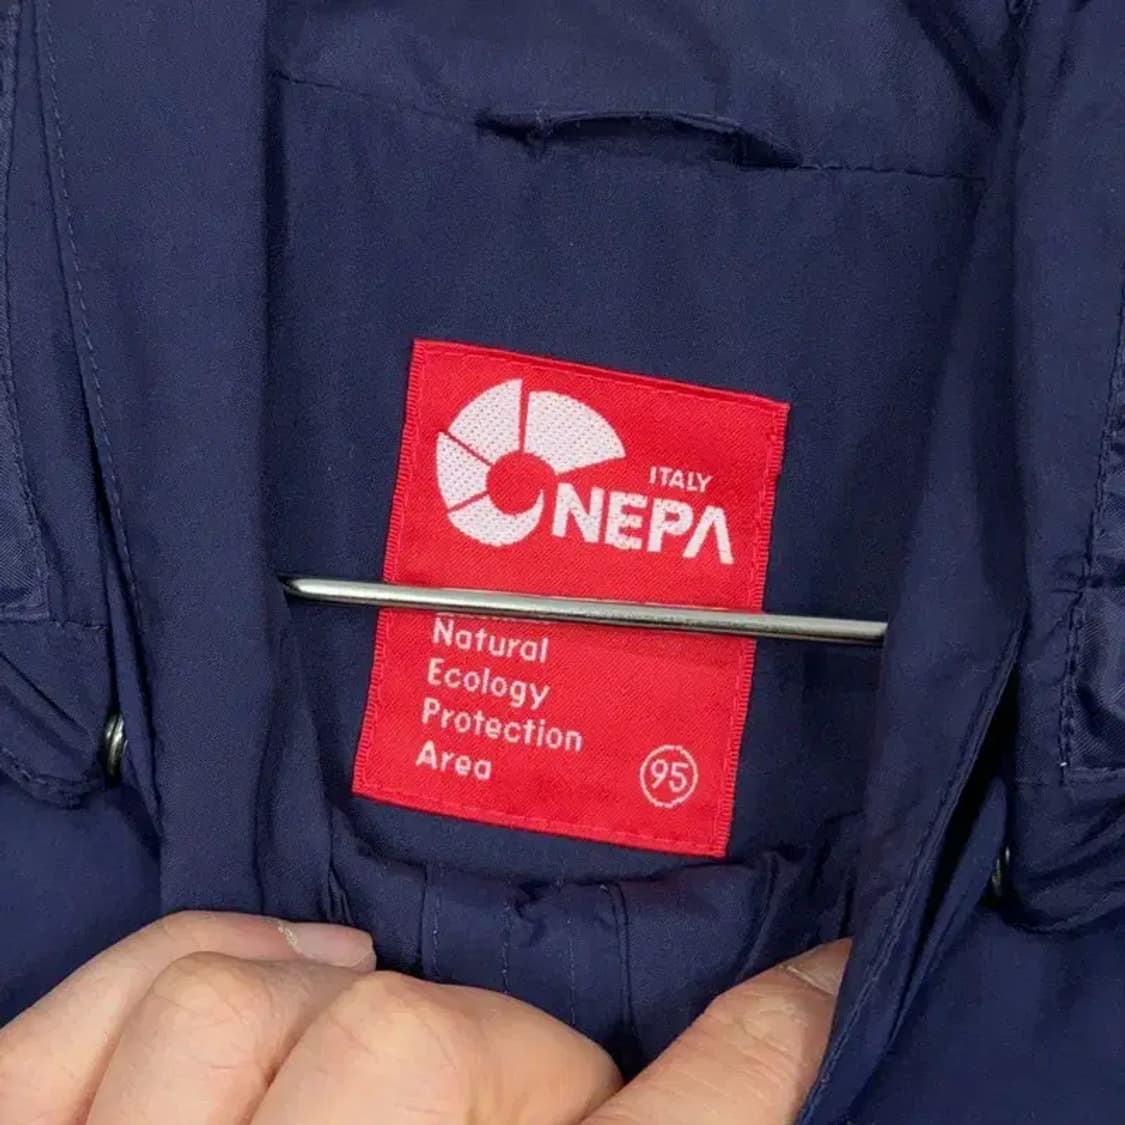 ITALY
NEPA
Natural
Ecology
Protection
Area
95